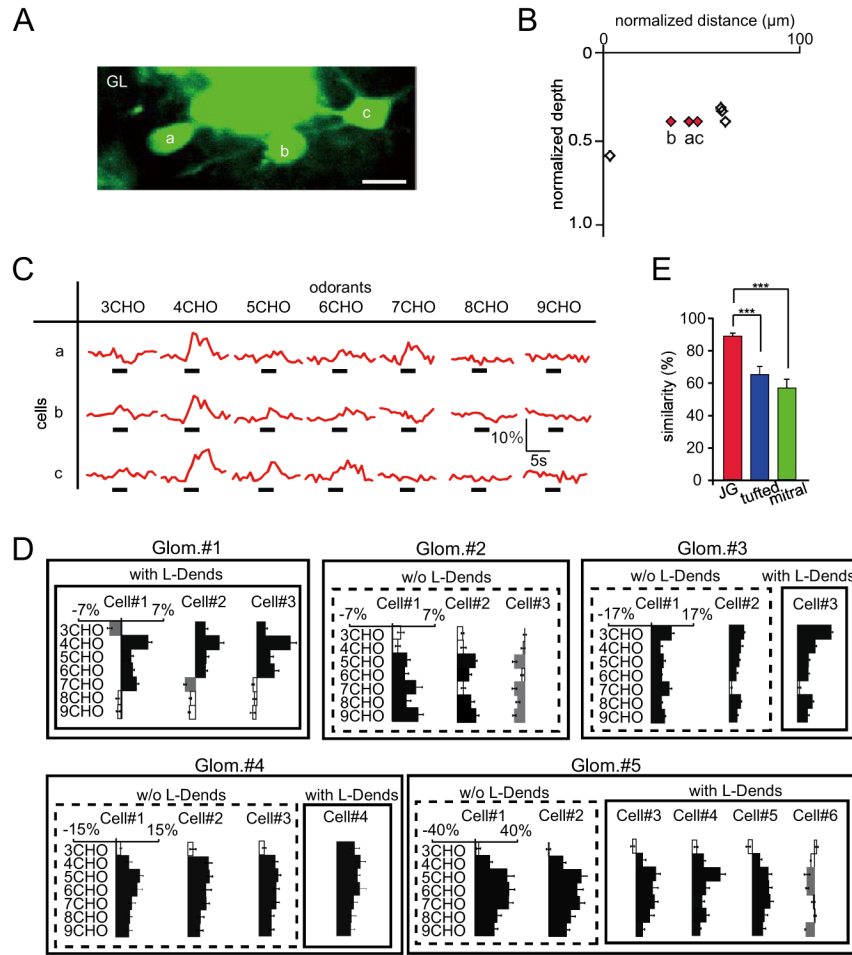 A
GL
a
b
c
B
normalized distance (µm)
0
100
0
0.5
1.0
normalized depth
b
ac
C
odorants
3CHO 4CHO 5CHO 6CHO 7CHO 8CHO 9CHO
cells
a
b
c
10%
5s
E
***
***
100
80
60
40
20
0
similarity (%)
JG
tufted
mitral
D
Glom.#1
with L-Dends
Cell#1 Cell#2 Cell#3
-7% 7%
3CHO
4CHO
5CHO
6CHO
7CHO
8CHO
9CHO
Glom.#2
w/o L-Dends
Cell#1 Cell#2 Cell#3
-7% 7%
3CHO
4CHO
5CHO
6CHO
7CHO
8CHO
9CHO
Glom.#3
w/o L-Dends with L-Dends
Cell#1 Cell#2 Cell#3
-17% 17%
3CHO
4CHO
5CHO
6CHO
7CHO
8CHO
9CHO
Glom.#4
w/o L-Dends with L-Dends
Cell#1 Cell#2 Cell#3 Cell#4
-15% 15%
3CHO
4CHO
5CHO
6CHO
7CHO
8CHO
9CHO
Glom.#5
w/o L-Dends with L-Dends
Cell#1 Cell#2 Cell#3 Cell#4 Cell#5 Cell#6
-40% 40%
3CHO
4CHO
5CHO
6CHO
7CHO
8CHO
9CHO